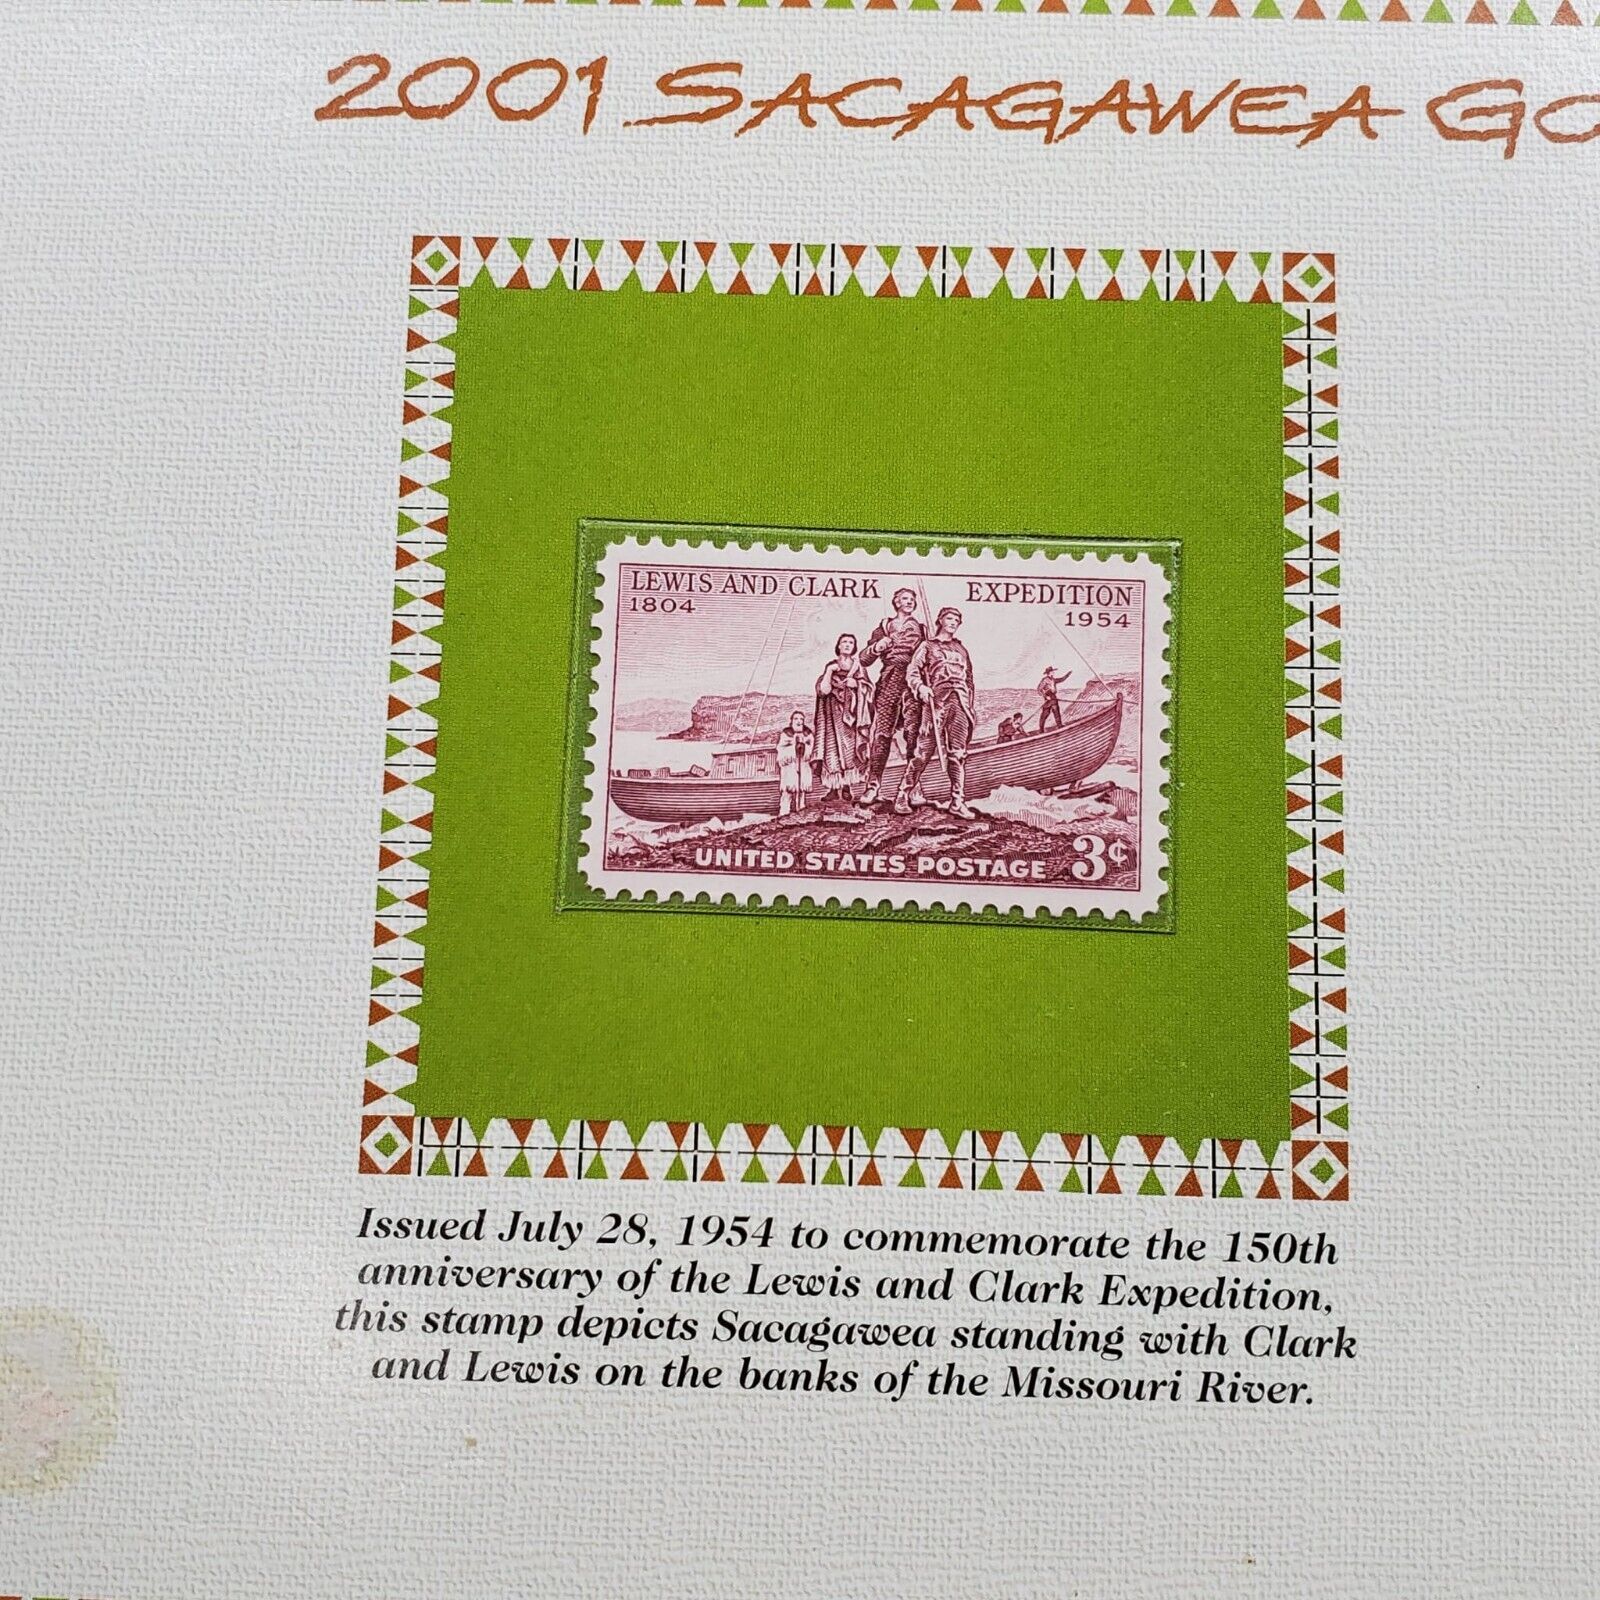 2001 SACAGAWEA GO
LEWIS AND CLARK EXPEDITION
1804 1954
UNITED STATES POSTAGE 3¢
Issued July 28, 1954 to commemorate the 150th
anniversary of the Lewis and Clark Expedition,
this stamp depicts Sacagawea standing with Clark
and Lewis on the banks of the Missouri River.